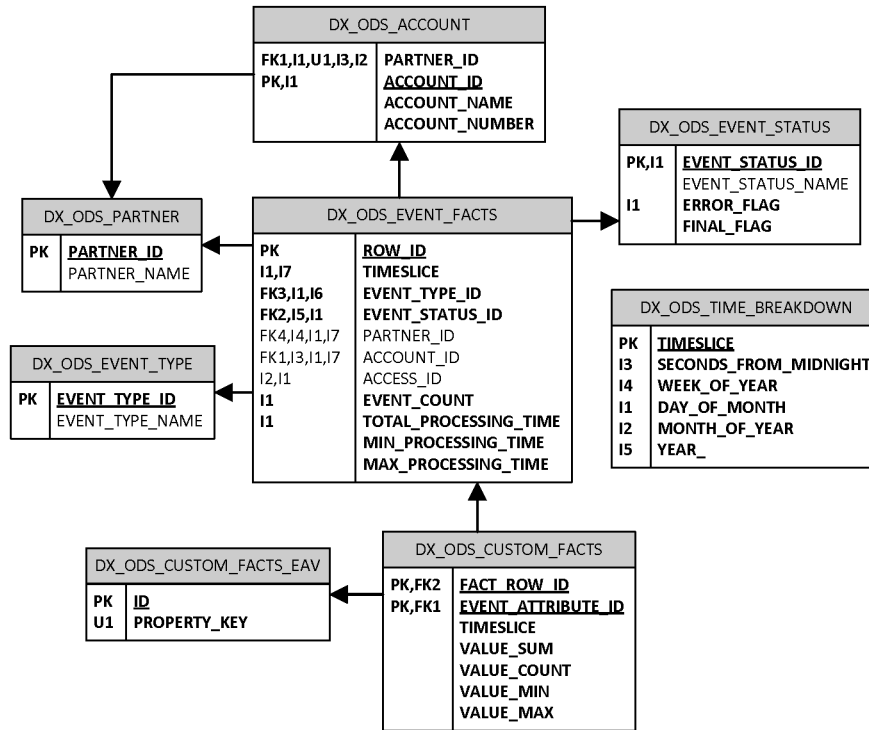 DX_ODS_ACCOUNT
FK1,I1,U1,I3,I2 PARTNER_ID
PK,I1 ACCOUNT_ID
ACCOUNT_NAME
ACCOUNT_NUMBER
DX_ODS_EVENT_STATUS
PK,I1 EVENT_STATUS_ID
EVENT_STATUS_NAME
I1 ERROR_FLAG
FINAL_FLAG
DX_ODS_PARTNER
PK PARTNER_ID
PARTNER_NAME
DX_ODS_EVENT_FACTS
PK ROW_ID
I1,I7 TIMESLICE
FK3,I1,I6 EVENT_TYPE_ID
FK2,I5,I1 EVENT_STATUS_ID
FK4,I4,I1,I7 PARTNER_ID
FK1,I3,I1,I7 ACCOUNT_ID
I2,I1 ACCESS_ID
I1 EVENT_COUNT
I1 TOTAL_PROCESSING_TIME
MIN_PROCESSING_TIME
MAX_PROCESSING_TIME
DX_ODS_TIME_BREAKDOWN
PK TIMESLICE
I3 SECONDS_FROM_MIDNIGHT
I4 WEEK_OF_YEAR
I1 DAY_OF_MONTH
I2 MONTH_OF_YEAR
I5 YEAR_
DX_ODS_EVENT_TYPE
PK EVENT_TYPE_ID
EVENT_TYPE_NAME
DX_ODS_CUSTOM_FACTS_EAV
PK ID
U1 PROPERTY_KEY
DX_ODS_CUSTOM_FACTS
PK,FK2 FACT_ROW_ID
PK,FK1 EVENT_ATTRIBUTE_ID
TIMESLICE
VALUE_SUM
VALUE_COUNT
VALUE_MIN
VALUE_MAX